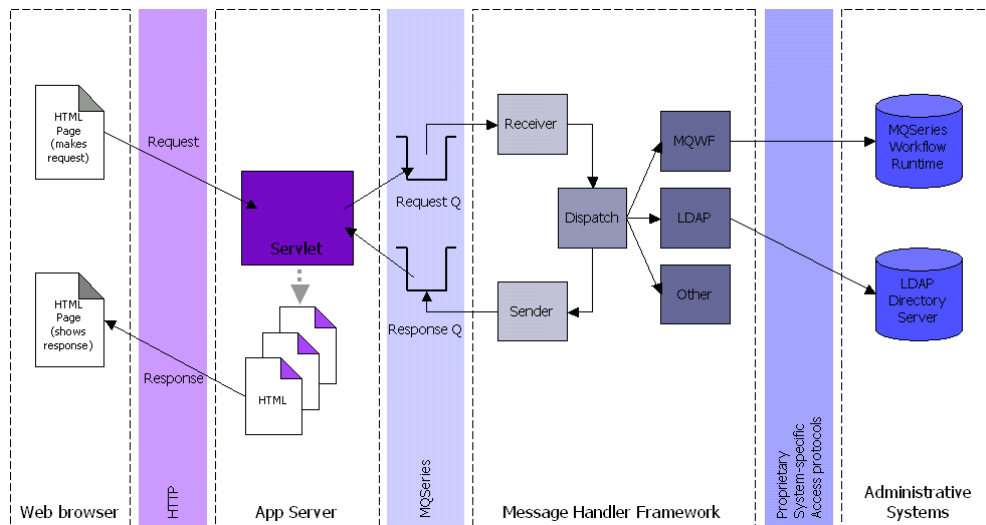 HTML
Page
(makes
request)
Request
Servlet
Request Q
Receiver
Dispatch
MQWF
LDAP
Other
MQSeries
Workflow
Runtime
LDAP
Directory
Server
Sender
Response Q
HTML
Page
(shows
response)
Response
HTML
HTTP
MQSeries
Proprietary
System-specific
Access protocols
Web browser
App Server
Message Handler Framework
Administrative
Systems